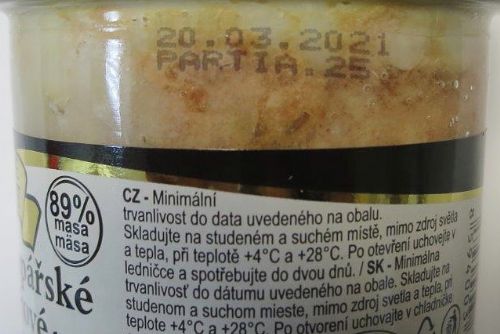 20.03.2021
PARTIA.25
89%
masa
mäsa
CZ - Minimální
trvanlivost do data uvedeného na obalu.
Skladujte na studeném a suchém místě, mimo zdroj světla
a tepla, při teplotě +4°C a +28°C. Po otevření uchovejte v
ledničce a spotřebujte do dvou dnů. / SK - Minimálna
trvanlivosť do dátumu uvedeného na obale. Skladujte na
studenom a suchom mieste, mimo zdroj svetla a tepla, pri
teplote +4°C a +28°C. Po otvorení uchovajte v chladničke